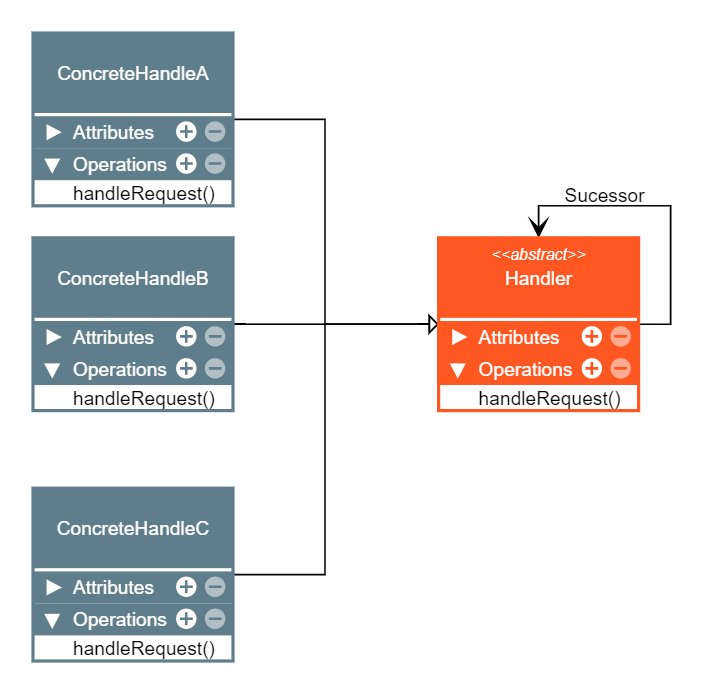 ConcreteHandleA
Attributes
Operations
handleRequest()
ConcreteHandleB
Attributes
Operations
handleRequest()
ConcreteHandleC
Attributes
Operations
handleRequest()
Sucessor
<<abstract>>
Handler
Attributes
Operations
handleRequest()